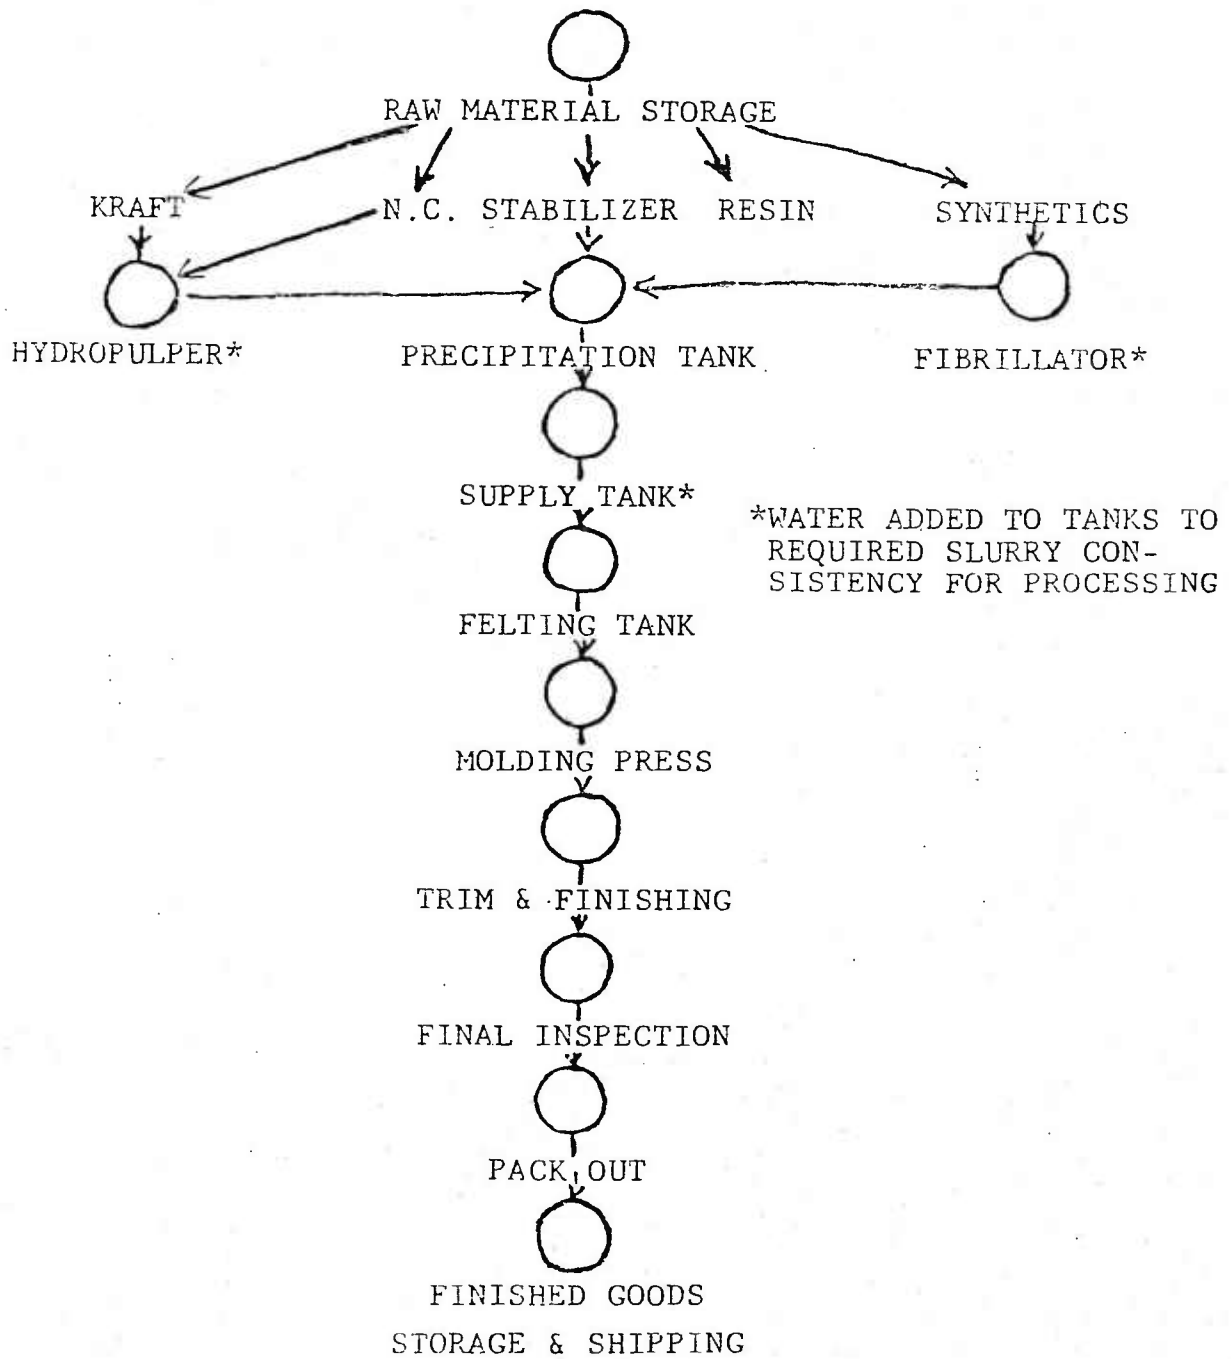 RAW MATERIAL STORAGE
KRAFT N.C. STABILIZER RESIN SYNTHETICS
HYDROPULPER* PRECIPITATION TANK FIBRILLATOR*
SUPPLY TANK*
*WATER ADDED TO TANKS TO
REQUIRED SLURRY CON-
SISTENCY FOR PROCESSING
FELTING TANK
MOLDING PRESS
TRIM & FINISHING
FINAL INSPECTION
PACK OUT
FINISHED GOODS
STORAGE & SHIPPING